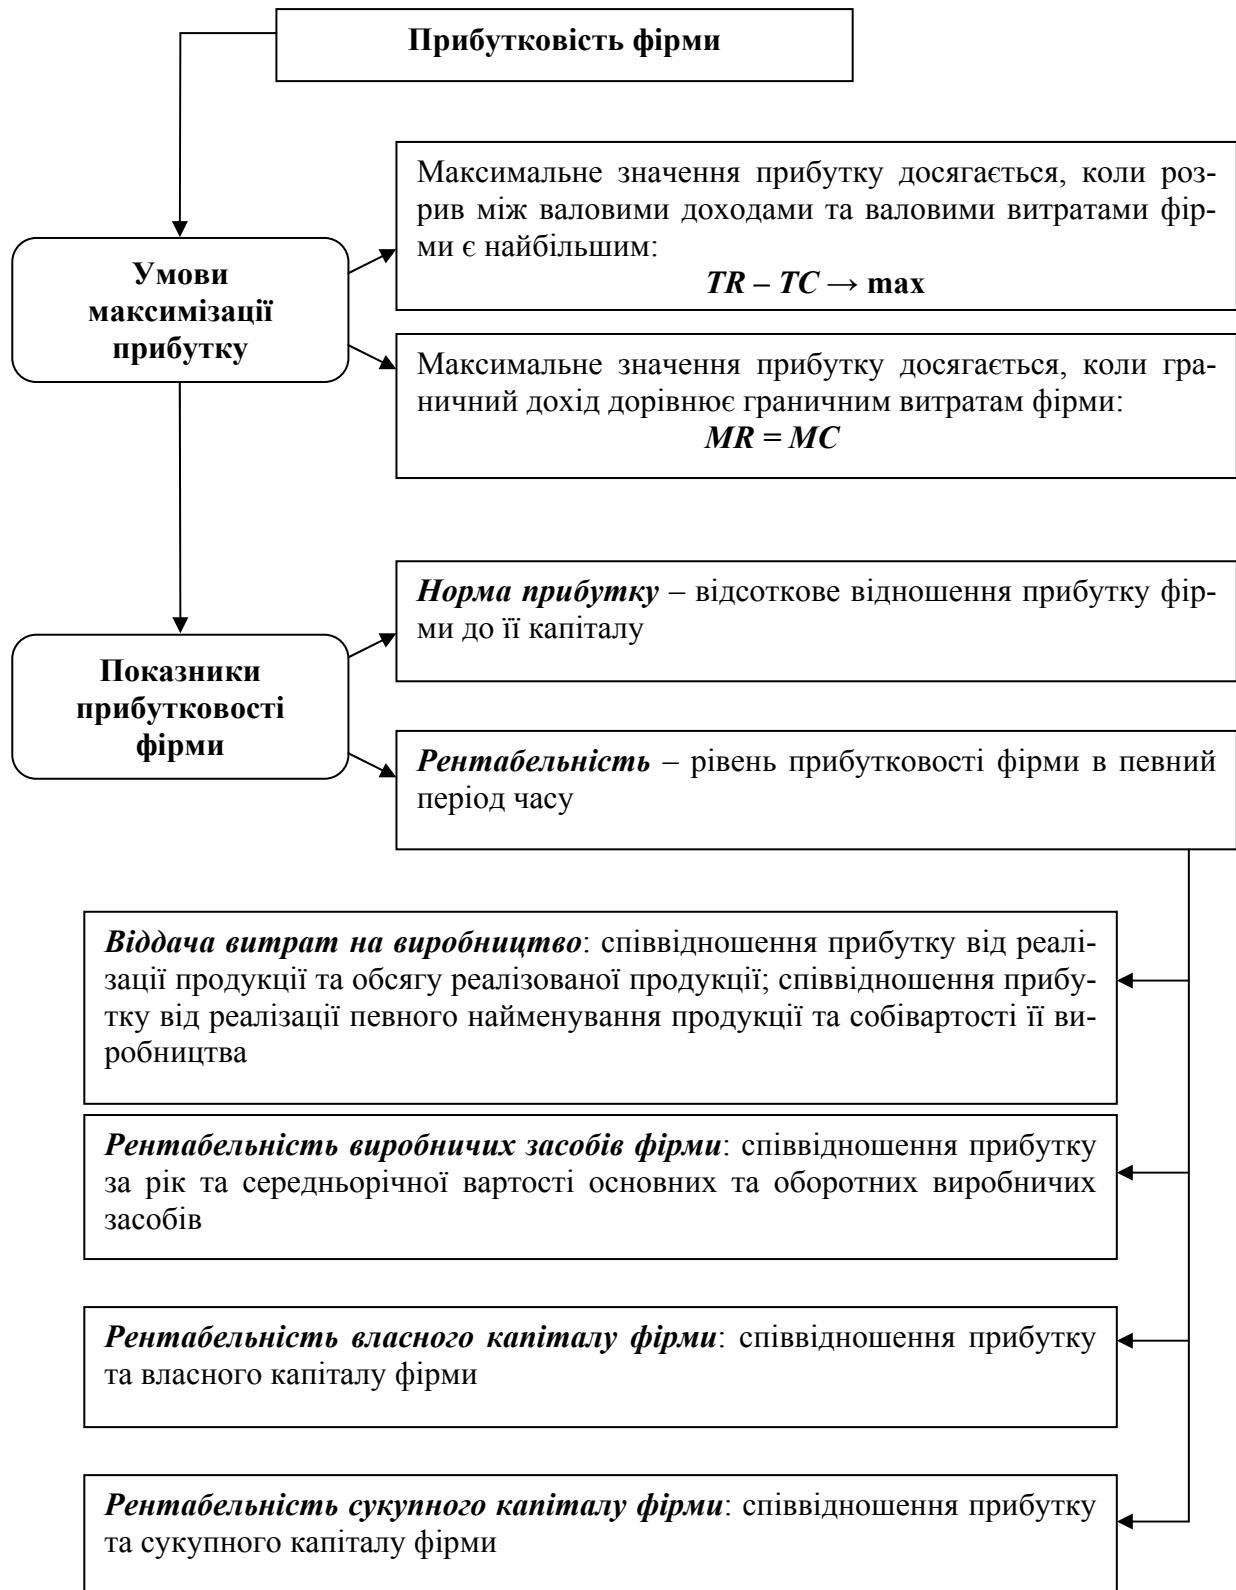 Прибутковість фірми
Максимальне значення прибутку досягається, коли роз-
рив між валовими доходами та валовими витратами фір-
ми є найбільшим:
TR – TC → max
Умови
максимізації
прибутку
Максимальне значення прибутку досягається, коли гра-
ничний дохід дорівнює граничним витратам фірми:
MR = MC
Норма прибутку – відсоткове відношення прибутку фір-
ми до її капіталу
Показники
прибутковості
фірми
Рентабельність – рівень прибутковості фірми в певний
період часу
Віддача витрат на виробництво: співвідношення прибутку від реалі-
зації продукції та обсягу реалізованої продукції; співвідношення прибу-
тку від реалізації певного найменування продукції та собівартості її ви-
робництва
Рентабельність виробничих засобів фірми: співвідношення прибутку
за рік та середньорічної вартості основних та оборотних виробничих
засобів
Рентабельність власного капіталу фірми: співвідношення прибутку
та власного капіталу фірми
Рентабельність сукупного капіталу фірми: співвідношення прибутку
та сукупного капіталу фірми